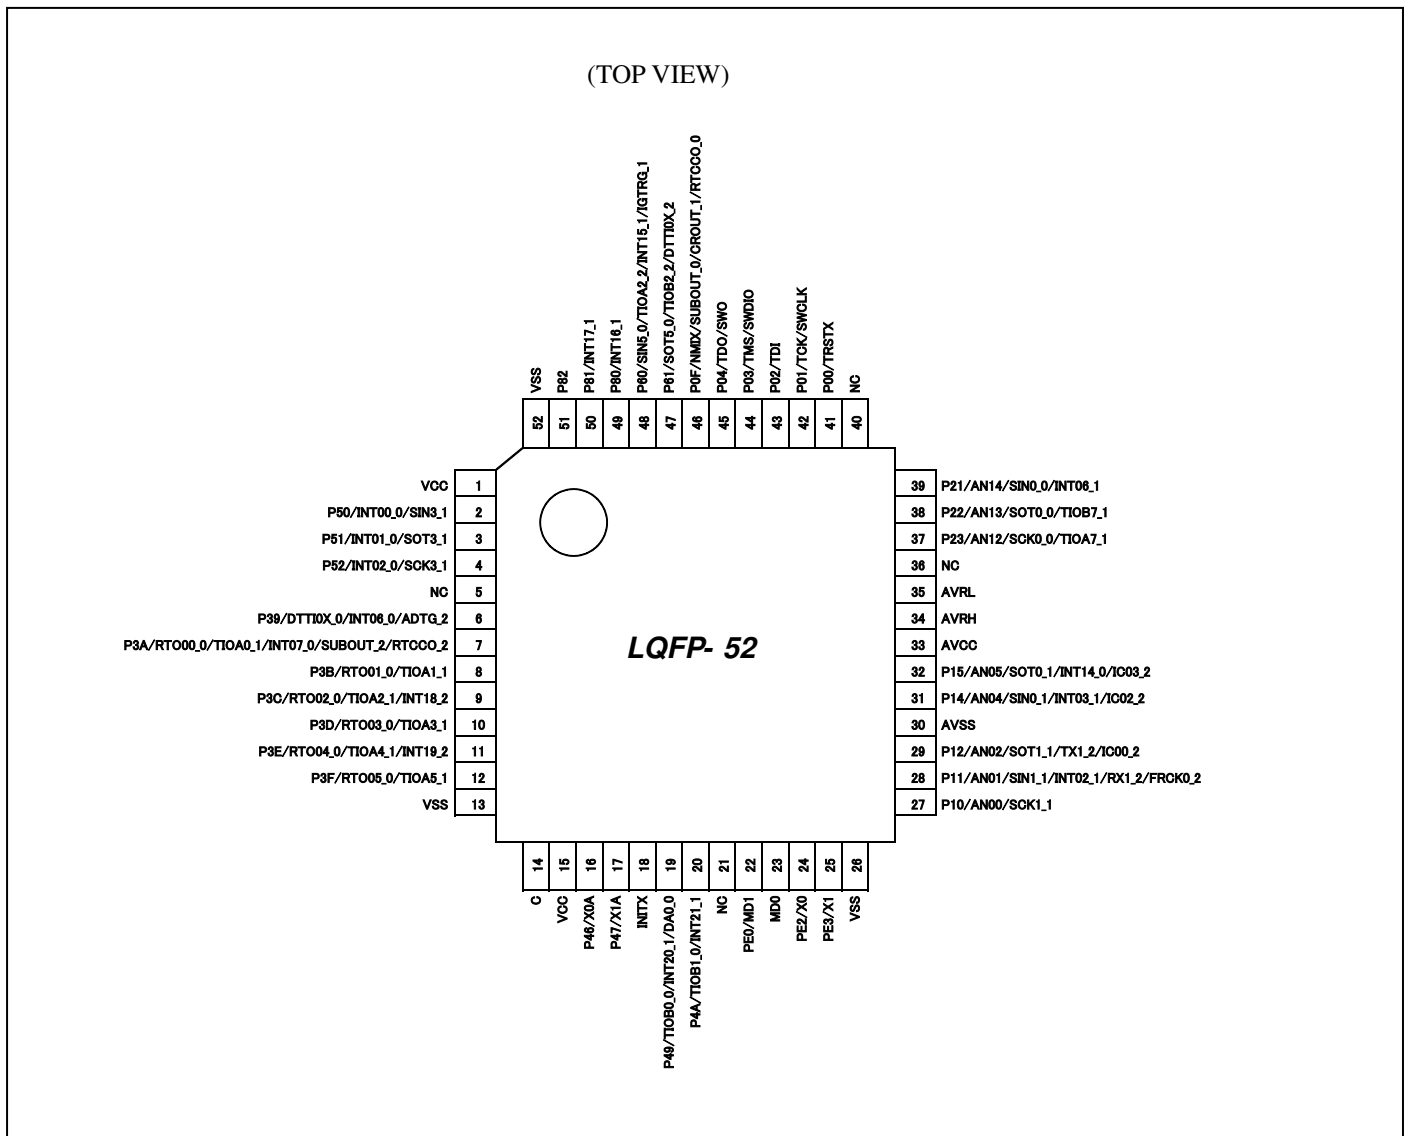 (TOP VIEW)
VSS
P82
P81/INT17_1
P80/INT16_1
P60/SIN5_0/TIOA2_2/INT15_1/IGTRG_1
P61/SOT5_0/TIOB2_2/DTTI0X_2
P0F/NMIX/SUBOUT_0/CROUT_1/RTCCO_0
P04/TDO/SWO
P03/TMS/SWDIO
P02/TDI
P01/TCK/SWCLK
P00/TRSTX
NC
52 51 50 49 48 47 46 45 44 43 42 41 40
VCC 1
P50/INT00_0/SIN3_1 2
P51/INT01_0/SOT3_1 3
P52/INT02_0/SCK3_1 4
NC 5
P39/DTTI0X_0/INT06_0/ADTG_2 6
P3A/RTO00_0/TIOA0_1/INT07_0/SUBOUT_2/RTCCO_2 7
P3B/RTO01_0/TIOA1_1 8
P3C/RTO02_0/TIOA2_1/INT18_2 9
P3D/RTO03_0/TIOA3_1 10
P3E/RTO04_0/TIOA4_1/INT19_2 11
P3F/RTO05_0/TIOA5_1 12
VSS 13
LQFP- 52
39 P21/AN14/SIN0_0/INT06_1
38 P22/AN13/SOT0_0/TIOB7_1
37 P23/AN12/SCK0_0/TIOA7_1
36 NC
35 AVRL
34 AVRH
33 AVCC
32 P15/AN05/SOT0_1/INT14_0/IC03_2
31 P14/AN04/SIN0_1/INT03_1/IC02_2
30 AVSS
29 P12/AN02/SOT1_1/TX1_2/IC00_2
28 P11/AN01/SIN1_1/INT02_1/RX1_2/FRCK0_2
27 P10/AN00/SCK1_1
14 15 16 17 18 19 20 21 22 23 24 25 26
C
VCC
P46/X0A
P47/X1A
INITX
P49/TIOB0_0/INT20_1/DA0_0
P4A/TIOB1_0/INT21_1
NC
PE0/MD1
MD0
PE2/X0
PE3/X1
VSS